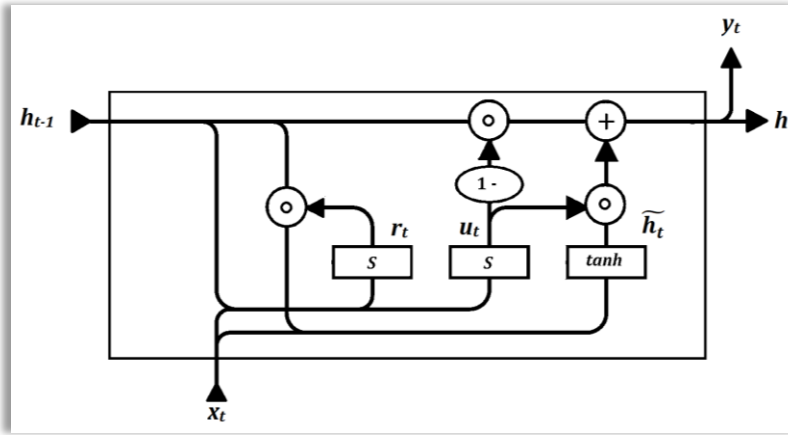 yₜ
hₜ₋₁
h
+
1 -
rₜ
uₜ
h̃ₜ
S
S
tanh
xₜ